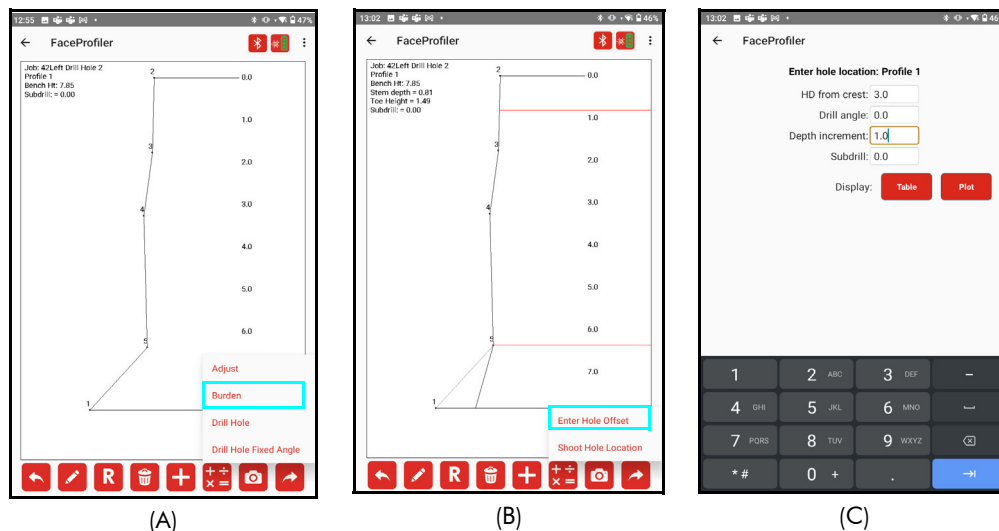 12:55
47%
FaceProfiler
Job: 42Left Drill Hole 2
Profile 1
Bench Ht: 7.85
Subdrill: = 0.00
2
0.0
1.0
3
2.0
4
3.0
4.0
5.0
6.0
5
1
Adjust
Burden
Drill Hole
Drill Hole Fixed Angle
R
(A)
13:02
46%
FaceProfiler
Job: 42Left Drill Hole 2
Profile 1
Bench Ht: 7.85
Stem depth = 0.81
Toe Height = 1.49
Subdrill: = 0.00
2
0.0
1.0
3
2.0
4
3.0
4.0
5.0
6.0
5
7.0
1
Enter Hole Offset
Shoot Hole Location
R
(B)
13:02
46
FaceProfiler
Enter hole location: Profile 1
HD from crest: 3.0
Drill angle: 0.0
Depth increment: 1.0
Subdrill: 0.0
Display: Table Plot
1 2 ABC 3 DEF –
4 GHI 5 JKL 6 MNO
7 PQRS 8 TUV 9 WXYZ
* # 0 + .
(C)